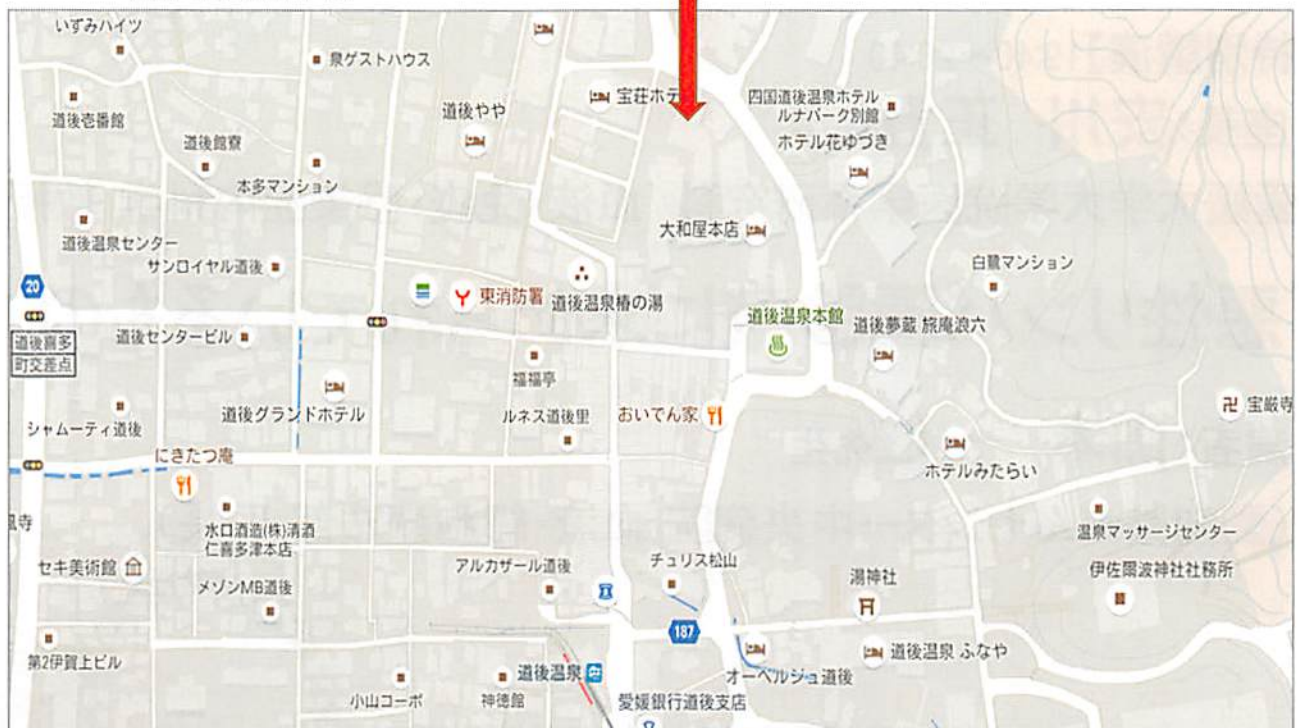 いずみハイツ
泉ゲストハウス
道後壱番館
道後やや
宝荘ホテ
四国道後温泉ホテル
ルナパーク別館
ホテル花ゆづき
道後館寮
本多マンション
道後温泉センター
サンロイヤル道後
大和屋本店
白鷺マンション
20
東消防署
道後温泉椿の湯
道後温泉本館
道後夢蔵 旅庵浪六
道後喜多
町交差点
道後センタービル
福福亭
道後グランドホテル
ルネス道後里
おいでん家
宝厳寺
シャムーティ道後
にきたつ庵
ホテルみたらい
寺
水口酒造(株)清酒
仁喜多津本店
温泉マッサージセンター
セキ美術館
アルカザール道後
チュリス松山
湯神社
伊佐爾波神社社務所
メゾンMB道後
187
第2伊賀上ビル
道後温泉
オーベルジュ道後
道後温泉 ふなや
小山コーポ
神徳館
愛媛銀行道後支店